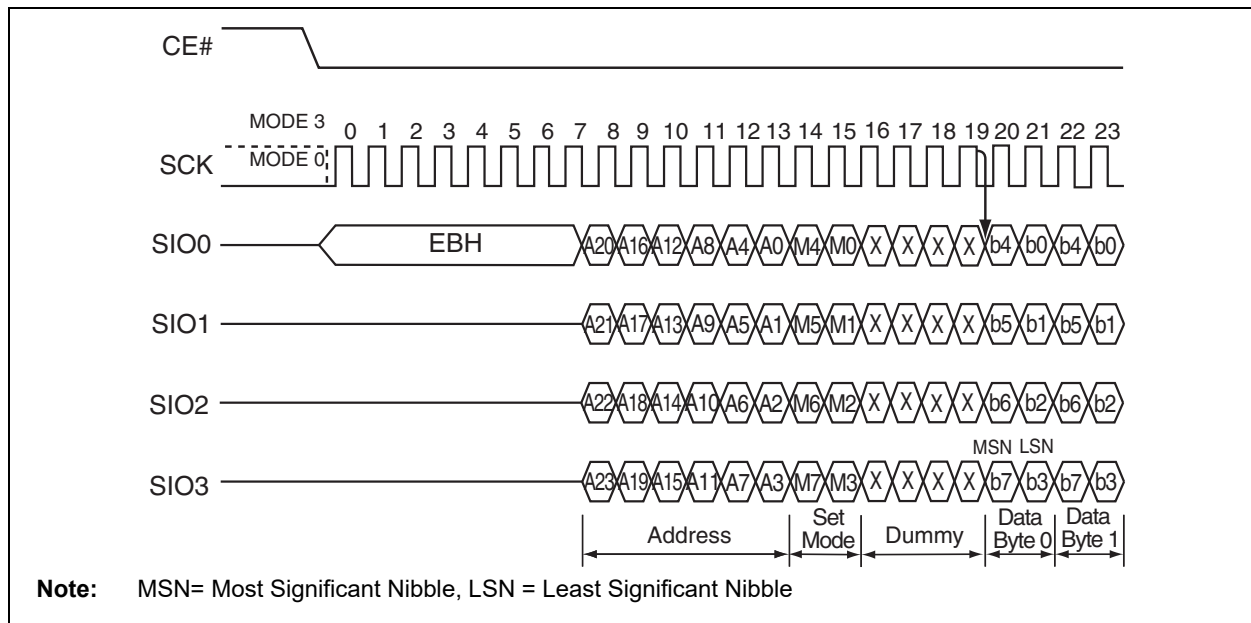 CE#
MODE 3
0 1 2 3 4 5 6 7 8 9 10 11 12 13 14 15 16 17 18 19 20 21 22 23
SCK
MODE 0
SIO0 EBH A20 A16 A12 A8 A4 A0 M4 M0 X X X X b4 b0 b4 b0
SIO1 A21 A17 A13 A9 A5 A1 M5 M1 X X X X b5 b1 b5 b1
SIO2 A22 A18 A14 A10 A6 A2 M6 M2 X X X X b6 b2 b6 b2
MSN LSN
SIO3 A23 A19 A15 A11 A7 A3 M7 M3 X X X X b7 b3 b7 b3
Address
Set
Mode
Dummy
Data
Byte 0
Data
Byte 1
Note: MSN= Most Significant Nibble, LSN = Least Significant Nibble